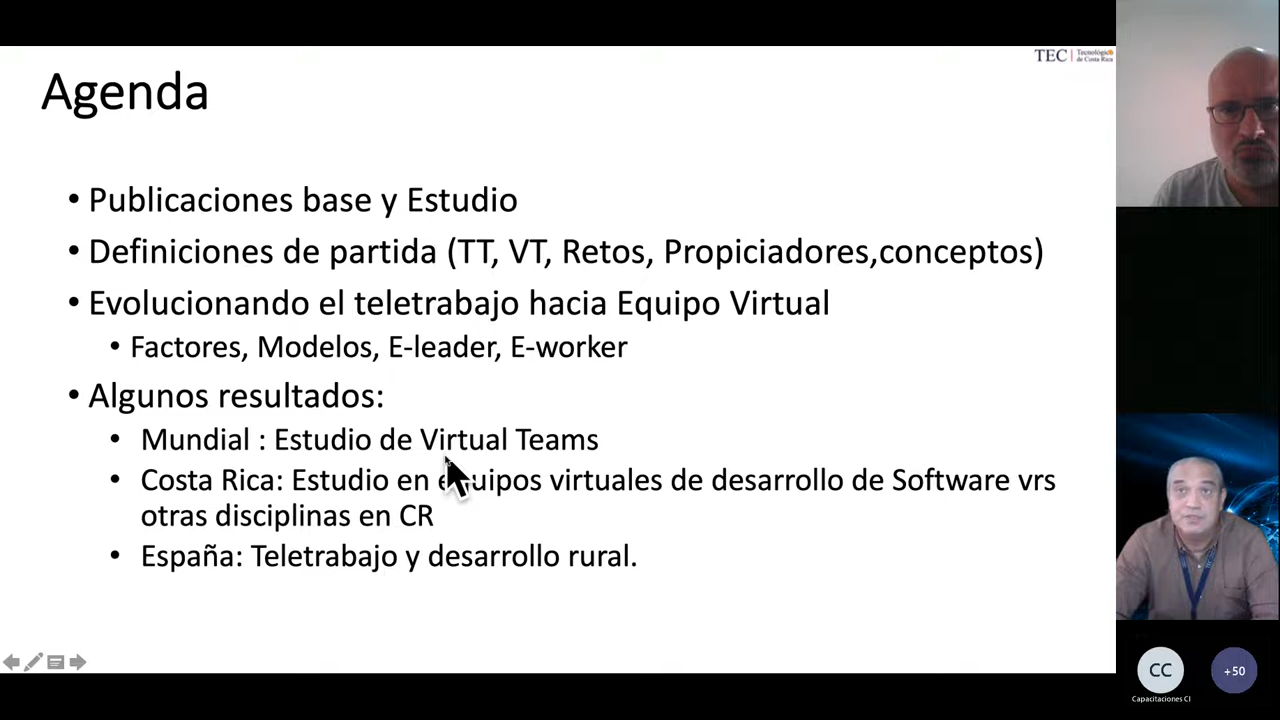 TEC | Tecnológico de Costa Rica
Agenda
• Publicaciones base y Estudio
• Definiciones de partida (TT, VT, Retos, Propiciadores,conceptos)
• Evolucionando el teletrabajo hacia Equipo Virtual
• Factores, Modelos, E-leader, E-worker
• Algunos resultados:
• Mundial : Estudio de Virtual Teams
• Costa Rica: Estudio en equipos virtuales de desarrollo de Software vrs
otras disciplinas en CR
• España: Teletrabajo y desarrollo rural.
CC
+50
Capacitaciones CI